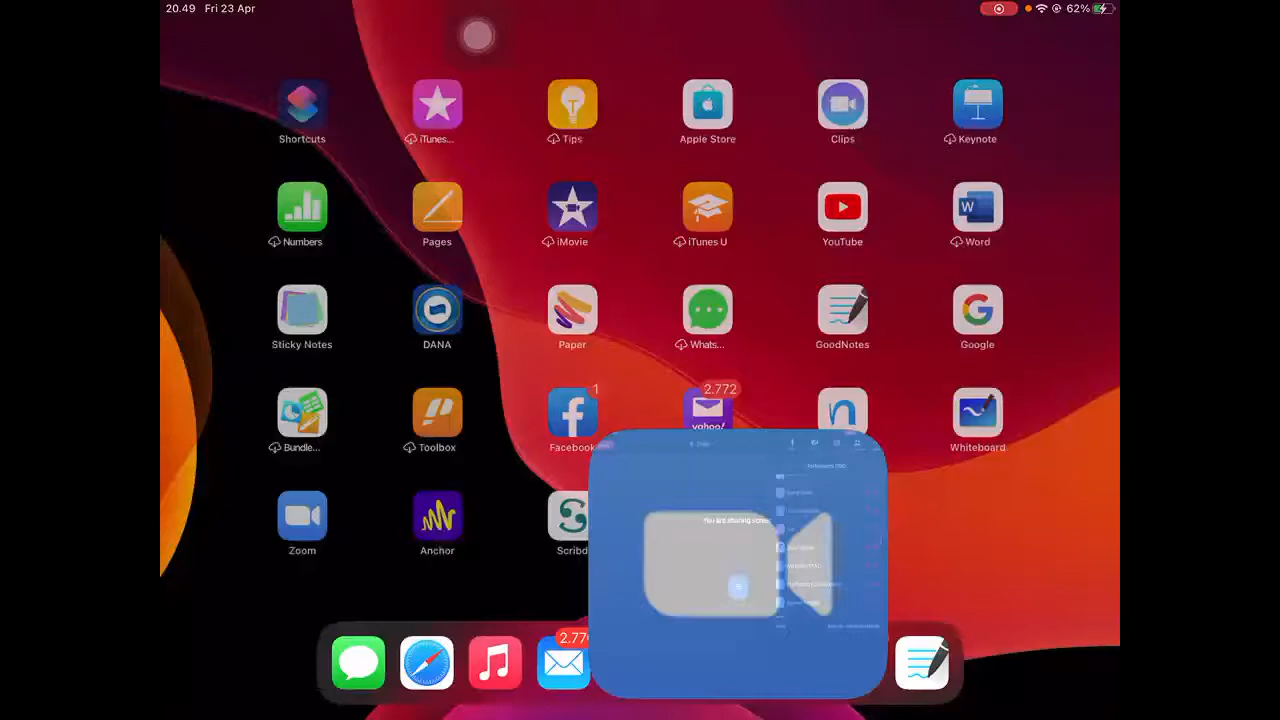 20.49 Fri 23 Apr
62%
Shortcuts
iTunes...
Tips
Apple Store
Clips
Keynote
Numbers
Pages
iMovie
iTunes U
YouTube
W
Word
Sticky Notes
DANA
Paper
Whats...
GoodNotes
G
Google
1
2.772
yahoo!
n
Bundle...
Toolbox
Facebook
Whiteboard
You are sharing
Zoom
Anchor
Scribd
2.77